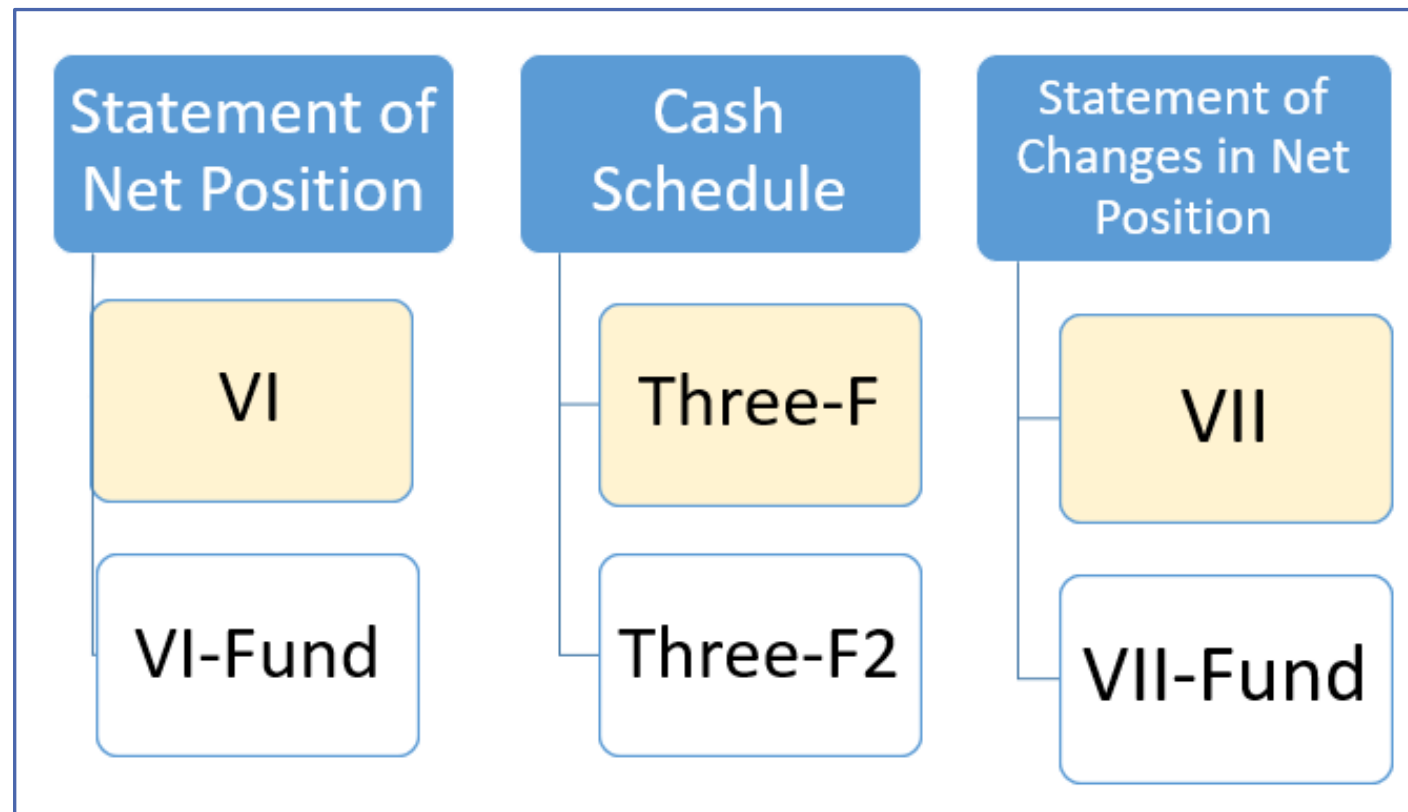 Statement of
Net Position
VI
VI-Fund
Cash
Schedule
Three-F
Three-F2
Statement of
Changes in Net
Position
VII
VII-Fund